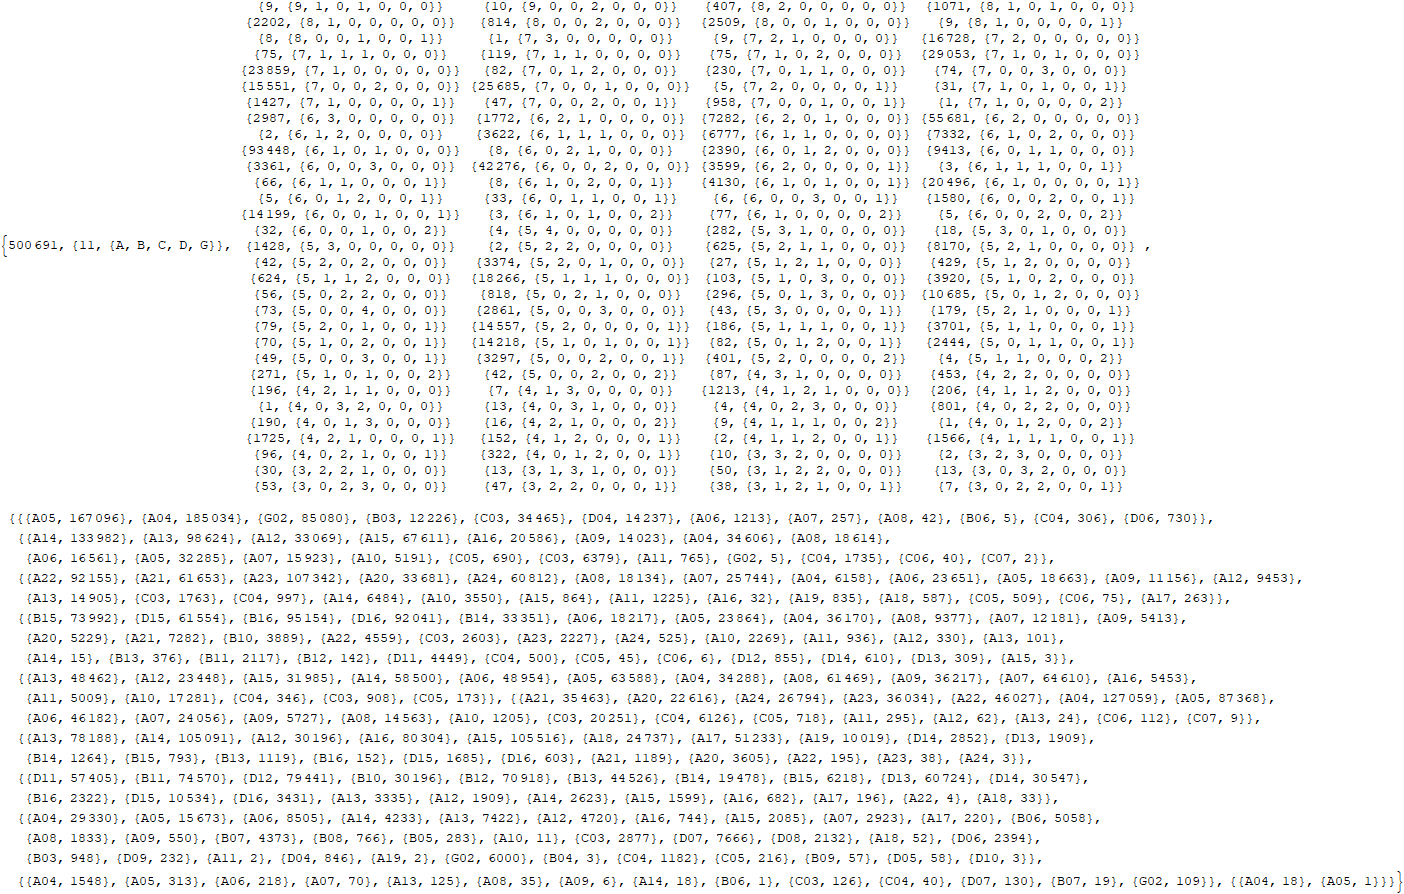 {9, {9, 1, 0, 1, 0, 0, 0}} {10, {9, 0, 0, 2, 0, 0, 0}} {407, {8, 2, 0, 0, 0, 0, 0}} {1071, {8, 1, 0, 1, 0, 0, 0}}
{2202, {8, 1, 0, 0, 0, 0, 0}} {814, {8, 0, 0, 2, 0, 0, 0}} {2509, {8, 0, 0, 1, 0, 0, 0}} {9, {8, 1, 0, 0, 0, 0, 1}}
{8, {8, 0, 0, 1, 0, 0, 1}} {1, {7, 3, 0, 0, 0, 0, 0}} {9, {7, 2, 1, 0, 0, 0, 0}} {16728, {7, 2, 0, 0, 0, 0, 0}}
{75, {7, 1, 1, 1, 0, 0, 0}} {119, {7, 1, 1, 0, 0, 0, 0}} {75, {7, 1, 0, 2, 0, 0, 0}} {29053, {7, 1, 0, 1, 0, 0, 0}}
{23859, {7, 1, 0, 0, 0, 0, 0}} {82, {7, 0, 1, 2, 0, 0, 0}} {230, {7, 0, 1, 1, 0, 0, 0}} {74, {7, 0, 0, 3, 0, 0, 0}}
{15551, {7, 0, 0, 2, 0, 0, 0}} {25685, {7, 0, 0, 1, 0, 0, 0}} {5, {7, 2, 0, 0, 0, 0, 1}} {31, {7, 1, 0, 1, 0, 0, 1}}
{1427, {7, 1, 0, 0, 0, 0, 1}} {47, {7, 0, 0, 2, 0, 0, 1}} {958, {7, 0, 0, 1, 0, 0, 1}} {1, {7, 1, 0, 0, 0, 0, 2}}
{2987, {6, 3, 0, 0, 0, 0, 0}} {1772, {6, 2, 1, 0, 0, 0, 0}} {7282, {6, 2, 0, 1, 0, 0, 0}} {55681, {6, 2, 0, 0, 0, 0, 0}}
{2, {6, 1, 2, 0, 0, 0, 0}} {3622, {6, 1, 1, 1, 0, 0, 0}} {6777, {6, 1, 1, 0, 0, 0, 0}} {7332, {6, 1, 0, 2, 0, 0, 0}}
{93448, {6, 1, 0, 1, 0, 0, 0}} {8, {6, 0, 0, 2, 1, 0, 0, 0}} {2390, {6, 0, 1, 2, 0, 0, 0}} {9413, {6, 0, 1, 1, 0, 0, 0}}
{3361, {6, 0, 0, 3, 0, 0, 0}} {42276, {6, 0, 0, 2, 0, 0, 0}} {3599, {6, 2, 0, 0, 0, 0, 1}} {3, {6, 1, 1, 1, 0, 0, 1}}
{66, {6, 1, 1, 0, 0, 0, 1}} {8, {6, 1, 0, 2, 0, 0, 1}} {4130, {6, 1, 0, 1, 0, 0, 1}} {20496, {6, 1, 0, 0, 0, 0, 1}}
{5, {6, 0, 1, 2, 0, 0, 1}} {33, {6, 0, 1, 1, 0, 0, 1}} {6, {6, 0, 0, 3, 0, 0, 1}} {1580, {6, 0, 0, 2, 0, 0, 1}}
{14199, {6, 0, 0, 1, 0, 0, 1}} {3, {6, 1, 0, 1, 0, 0, 2}} {77, {6, 1, 0, 0, 0, 0, 2}} {5, {6, 0, 0, 2, 0, 0, 2}}
{32, {6, 0, 0, 1, 0, 0, 2}} {4, {5, 4, 0, 0, 0, 0, 0}} {282, {5, 3, 1, 0, 0, 0, 0}} {18, {5, 3, 0, 1, 0, 0, 0}}
{500691, {11, {A, B, C, D, G}}, {1428, {5, 3, 0, 0, 0, 0, 0}} {2, {5, 2, 2, 0, 0, 0, 0}} {625, {5, 2, 1, 1, 0, 0, 0}} {8170, {5, 2, 1, 0, 0, 0, 0}} ,
{42, {5, 2, 0, 2, 0, 0, 0}} {3374, {5, 2, 0, 1, 0, 0, 0}} {27, {5, 1, 2, 1, 0, 0, 0}} {429, {5, 1, 2, 0, 0, 0, 0}}
{624, {5, 1, 1, 2, 0, 0, 0}} {18266, {5, 1, 1, 1, 0, 0, 0}} {103, {5, 1, 0, 3, 0, 0, 0}} {3920, {5, 1, 0, 2, 0, 0, 0}}
{56, {5, 0, 2, 2, 0, 0, 0}} {818, {5, 0, 2, 1, 0, 0, 0}} {296, {5, 0, 1, 3, 0, 0, 0}} {10685, {5, 0, 1, 2, 0, 0, 0}}
{73, {5, 0, 0, 4, 0, 0, 0}} {2861, {5, 0, 0, 3, 0, 0, 0}} {43, {5, 3, 0, 0, 0, 0, 1}} {179, {5, 2, 1, 0, 0, 0, 1}}
{79, {5, 2, 0, 1, 0, 0, 1}} {14557, {5, 2, 0, 0, 0, 0, 1}} {186, {5, 1, 1, 1, 0, 0, 1}} {3701, {5, 1, 1, 0, 0, 0, 1}}
{70, {5, 1, 0, 2, 0, 0, 1}} {14218, {5, 1, 0, 1, 0, 0, 1}} {82, {5, 0, 1, 2, 0, 0, 1}} {2444, {5, 0, 1, 1, 0, 0, 1}}
{49, {5, 0, 0, 3, 0, 0, 1}} {3297, {5, 0, 0, 2, 0, 0, 1}} {401, {5, 2, 0, 0, 0, 0, 2}} {4, {5, 1, 1, 0, 0, 0, 2}}
{271, {5, 1, 0, 1, 0, 0, 2}} {42, {5, 0, 0, 2, 0, 0, 2}} {87, {4, 3, 1, 0, 0, 0, 0}} {453, {4, 2, 2, 0, 0, 0, 0}}
{196, {4, 2, 1, 1, 0, 0, 0}} {7, {4, 1, 3, 0, 0, 0, 0}} {1213, {4, 1, 2, 1, 0, 0, 0}} {206, {4, 1, 1, 2, 0, 0, 0}}
{1, {4, 0, 3, 2, 0, 0, 0}} {13, {4, 0, 3, 1, 0, 0, 0}} {4, {4, 0, 2, 3, 0, 0, 0}} {801, {4, 0, 2, 2, 0, 0, 0}}
{190, {4, 0, 1, 3, 0, 0, 0}} {16, {4, 2, 1, 0, 0, 0, 2}} {9, {4, 1, 1, 1, 0, 0, 2}} {1, {4, 0, 1, 2, 0, 0, 2}}
{1725, {4, 2, 1, 0, 0, 0, 1}} {152, {4, 1, 2, 0, 0, 0, 1}} {2, {4, 1, 1, 2, 0, 0, 1}} {1566, {4, 1, 1, 1, 0, 0, 1}}
{96, {4, 0, 2, 1, 0, 0, 1}} {322, {4, 0, 1, 2, 0, 0, 1}} {10, {3, 3, 2, 0, 0, 0, 0}} {2, {3, 2, 3, 0, 0, 0, 0}}
{30, {3, 2, 2, 1, 0, 0, 0}} {13, {3, 1, 3, 1, 0, 0, 0}} {50, {3, 1, 2, 2, 0, 0, 0}} {13, {3, 0, 3, 2, 0, 0, 0}}
{53, {3, 0, 2, 3, 0, 0, 0}} {47, {3, 2, 2, 0, 0, 0, 1}} {38, {3, 1, 2, 1, 0, 0, 1}} {7, {3, 0, 2, 2, 0, 0, 1}}
{{{A05, 167096}, {A04, 185034}, {G02, 85080}, {B03, 12226}, {C03, 34465}, {D04, 14237}, {A06, 1213}, {A07, 257}, {A08, 42}, {B06, 5}, {C04, 306}, {D06, 730}},
{{A14, 133982}, {A13, 98624}, {A12, 33069}, {A15, 67611}, {A16, 20586}, {A09, 14023}, {A04, 34606}, {A08, 18614},
{A06, 16561}, {A05, 32285}, {A07, 15923}, {A10, 5191}, {C05, 690}, {C03, 6379}, {A11, 765}, {G02, 5}, {C04, 1735}, {C06, 40}, {C07, 2}},
{{A22, 92155}, {A21, 61653}, {A23, 107342}, {A20, 33681}, {A24, 60812}, {A08, 18134}, {A07, 25744}, {A04, 6158}, {A06, 23651}, {A05, 18663}, {A09, 11156}, {A12, 9453},
{A13, 14905}, {C03, 1763}, {C04, 997}, {A14, 6484}, {A10, 3550}, {A15, 864}, {A11, 1225}, {A16, 32}, {A19, 835}, {A18, 587}, {C05, 509}, {C06, 75}, {A17, 263}},
{{B15, 73992}, {D15, 61554}, {B16, 95154}, {D16, 92041}, {B14, 33351}, {A06, 18217}, {A05, 23864}, {A04, 36170}, {A08, 9377}, {A07, 12181}, {A09, 5413},
{A20, 5229}, {A21, 7282}, {B10, 3889}, {A22, 4559}, {C03, 2603}, {A23, 2227}, {A24, 525}, {A10, 2269}, {A11, 936}, {A12, 330}, {A13, 101},
{A14, 15}, {B13, 376}, {B11, 2117}, {B12, 142}, {D11, 4449}, {C04, 500}, {C05, 45}, {C06, 6}, {D12, 855}, {D14, 610}, {D13, 309}, {A15, 3}},
{{A13, 48462}, {A12, 23448}, {A15, 31985}, {A14, 58500}, {A06, 48954}, {A05, 63588}, {A04, 34288}, {A08, 61469}, {A09, 36217}, {A07, 64610}, {A16, 5453},
{A11, 5009}, {A10, 17281}, {C04, 346}, {C03, 908}, {C05, 173}}, {{A21, 35463}, {A20, 22616}, {A24, 26794}, {A23, 36034}, {A22, 46027}, {A04, 127059}, {A05, 87368},
{A06, 46182}, {A07, 24056}, {A09, 5727}, {A08, 14563}, {A10, 1205}, {C03, 20251}, {C04, 6126}, {C05, 718}, {A11, 295}, {A12, 62}, {A13, 24}, {C06, 112}, {C07, 9}},
{{A13, 78188}, {A14, 105091}, {A12, 30196}, {A16, 80304}, {A15, 105516}, {A18, 24737}, {A17, 51233}, {A19, 10019}, {D14, 2852}, {D13, 1909},
{B14, 1264}, {B15, 793}, {B13, 1119}, {B16, 152}, {D15, 1685}, {D16, 603}, {A21, 1189}, {A20, 3605}, {A22, 195}, {A23, 38}, {A24, 3}},
{{D11, 57405}, {B11, 74570}, {D12, 79441}, {B10, 30196}, {B12, 70918}, {B13, 44526}, {B14, 19478}, {B15, 6218}, {D13, 60724}, {D14, 30547},
{B16, 2322}, {D15, 10534}, {D16, 3431}, {A13, 3335}, {A12, 1909}, {A14, 2623}, {A15, 1599}, {A16, 682}, {A17, 196}, {A22, 4}, {A18, 33}},
{{A04, 29330}, {A05, 15673}, {A06, 8505}, {A14, 4233}, {A13, 7422}, {A12, 4720}, {A16, 744}, {A15, 2085}, {A07, 2923}, {A17, 220}, {B06, 5058},
{A08, 1833}, {A09, 550}, {B07, 4373}, {B08, 766}, {B05, 283}, {A10, 11}, {C03, 2877}, {D07, 7666}, {D08, 2132}, {A18, 52}, {D06, 2394},
{B03, 948}, {D09, 232}, {A11, 2}, {D04, 846}, {A19, 2}, {G02, 6000}, {B04, 3}, {C04, 1182}, {C05, 216}, {B09, 57}, {D05, 58}, {D10, 3}},
{{A04, 1548}, {A05, 313}, {A06, 218}, {A07, 70}, {A13, 125}, {A08, 35}, {A09, 6}, {A14, 18}, {B06, 1}, {C03, 126}, {C04, 40}, {D07, 130}, {B07, 19}, {G02, 109}}, {{A04, 18}, {A05, 1}}}}